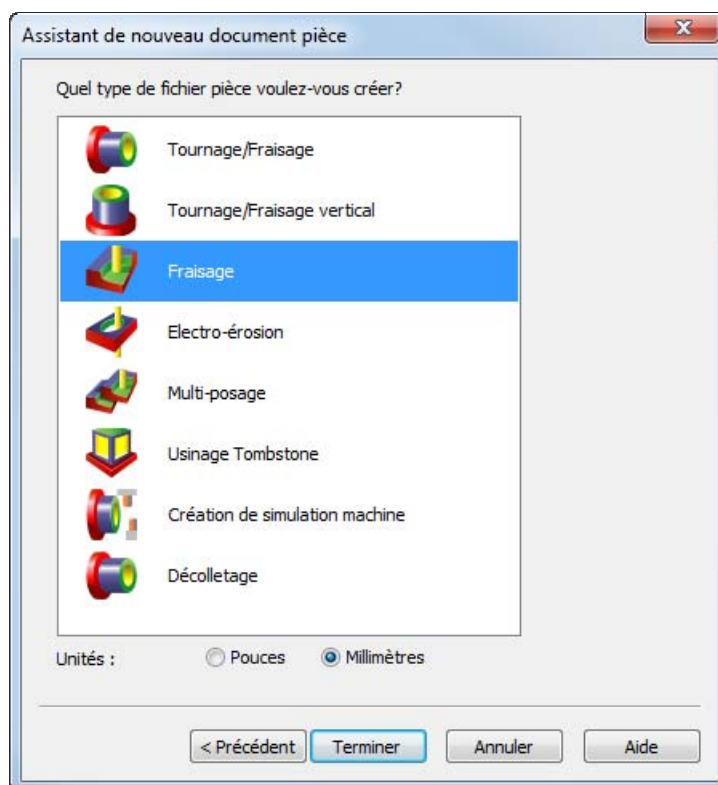 Assistant de nouveau document pièce
Quel type de fichier pièce voulez-vous créer?
Tournage/Fraisage
Tournage/Fraisage vertical
Fraisage
Electro-érosion
Multi-posage
Usinage Tombstone
Création de simulation machine
Décolletage
Unités : Pouces Millimètres
< Précédent Terminer Annuler Aide